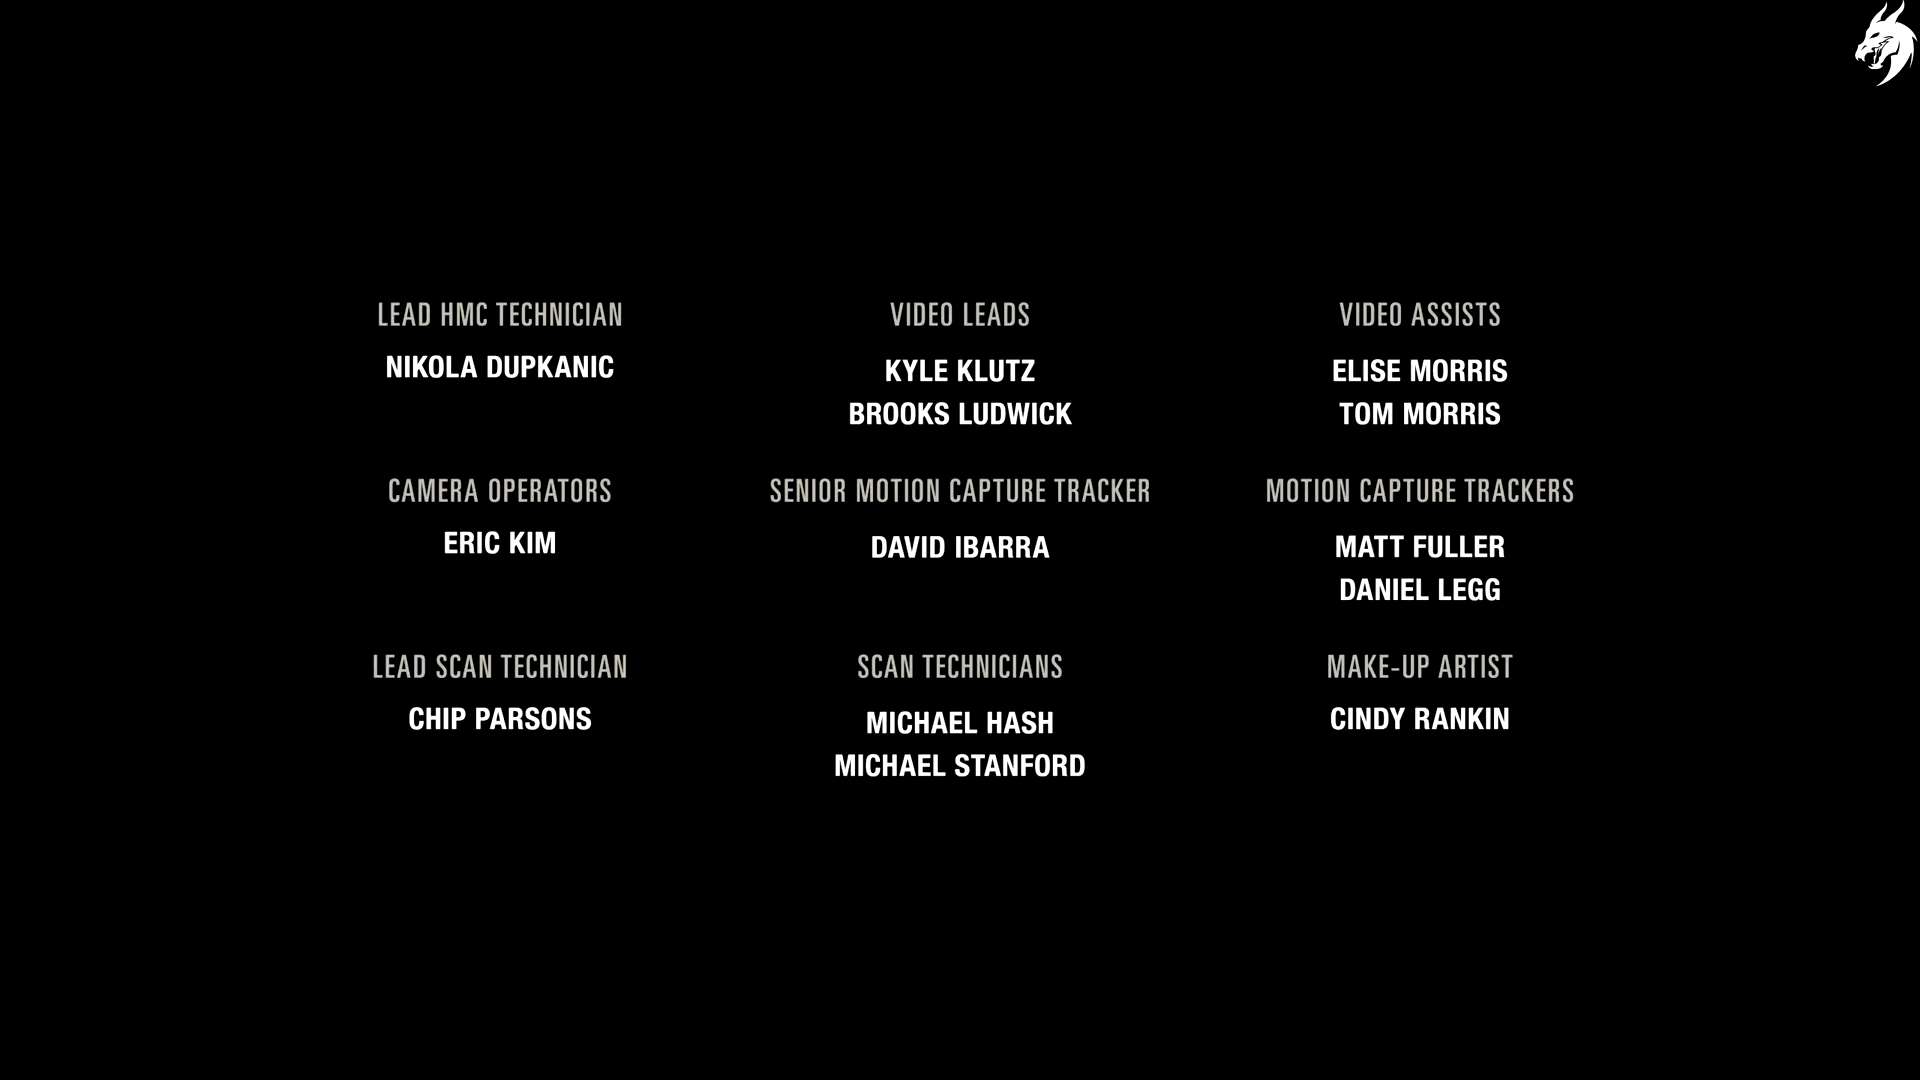 LEAD HMC TECHNICIAN
NIKOLA DUPKANIC
VIDEO LEADS
KYLE KLUTZ
BROOKS LUDWICK
VIDEO ASSISTS
ELISE MORRIS
TOM MORRIS
CAMERA OPERATORS
ERIC KIM
SENIOR MOTION CAPTURE TRACKER
DAVID IBARRA
MOTION CAPTURE TRACKERS
MATT FULLER
DANIEL LEGG
LEAD SCAN TECHNICIAN
CHIP PARSONS
SCAN TECHNICIANS
MICHAEL HASH
MICHAEL STANFORD
MAKE-UP ARTIST
CINDY RANKIN